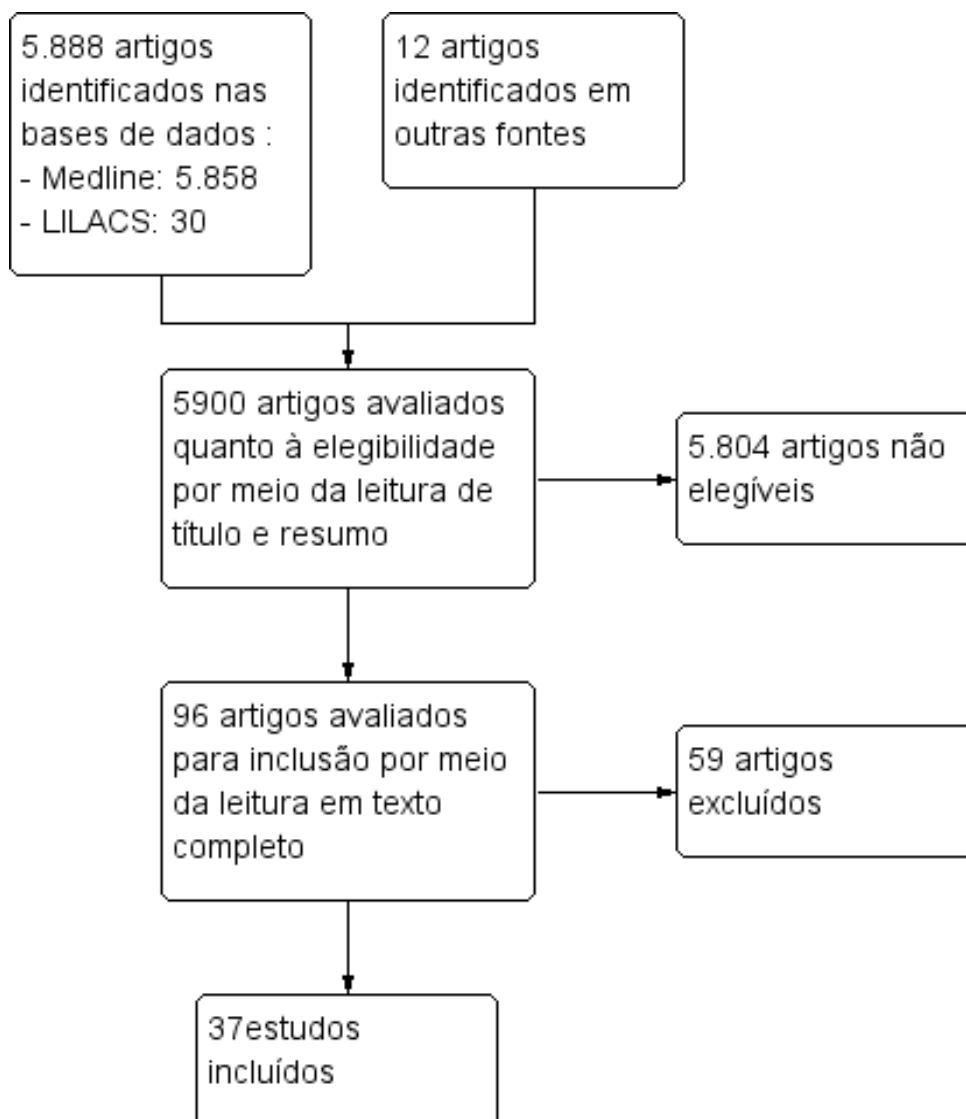 5.888 artigos
identificados nas
bases de dados :
- Medline: 5.858
- LILACS: 30
12 artigos
identificados em
outras fontes
5900 artigos avaliados
quanto à elegibilidade
por meio da leitura de
título e resumo
5.804 artigos não
elegíveis
96 artigos avaliados
para inclusão por meio
da leitura em texto
completo
59 artigos
excluídos
37estudos
incluídos